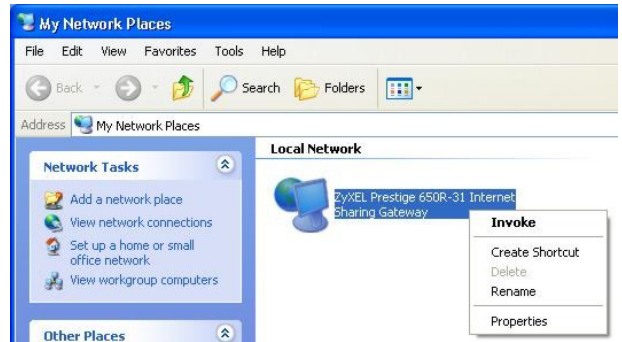 My Network Places
File Edit View Favorites Tools Help
Back Search Folders
Address My Network Places
Network Tasks
Add a network place
View network connections
Set up a home or small
office network
View workgroup computers
Other Places
Local Network
ZyXEL Prestige 650R-31 Internet
Sharing Gateway
Invoke
Create Shortcut
Delete
Rename
Properties